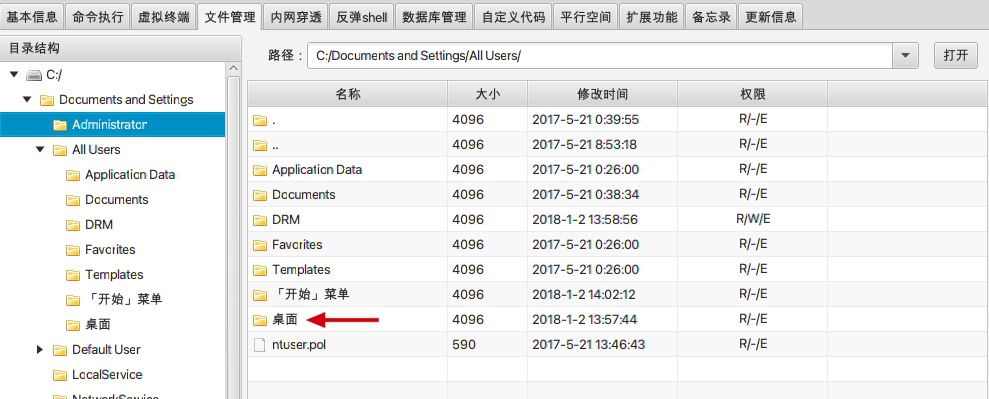 基本信息 命令执行 虚拟终端 文件管理 内网穿透 反弹shell 数据库管理 自定义代码 平行空间 扩展功能 备忘录 更新信息
目录结构
路径： C:/Documents and Settings/All Users/ 打开
C:/
Documents and Settings
Administrator
All Users
Application Data
Documents
DRM
Favorites
Templates
「开始」菜单
桌面
Default User
LocalService
NetworkService
名称 大小 修改时间 权限
. 4096 2017-5-21 0:39:55 R/-/E
.. 4096 2017-5-21 8:53:18 R/-/E
Application Data 4096 2017-5-21 0:26:00 R/-/E
Documents 4096 2017-5-21 0:38:34 R/-/E
DRM 4096 2018-1-2 13:58:56 R/W/E
Favorites 4096 2017-5-21 0:26:00 R/-/E
Templates 4096 2017-5-21 0:26:00 R/-/E
「开始」菜单 4096 2018-1-2 14:02:12 R/-/E
桌面 4096 2018-1-2 13:57:44 R/-/E
ntuser.pol 590 2017-5-21 13:46:43 R/-/E